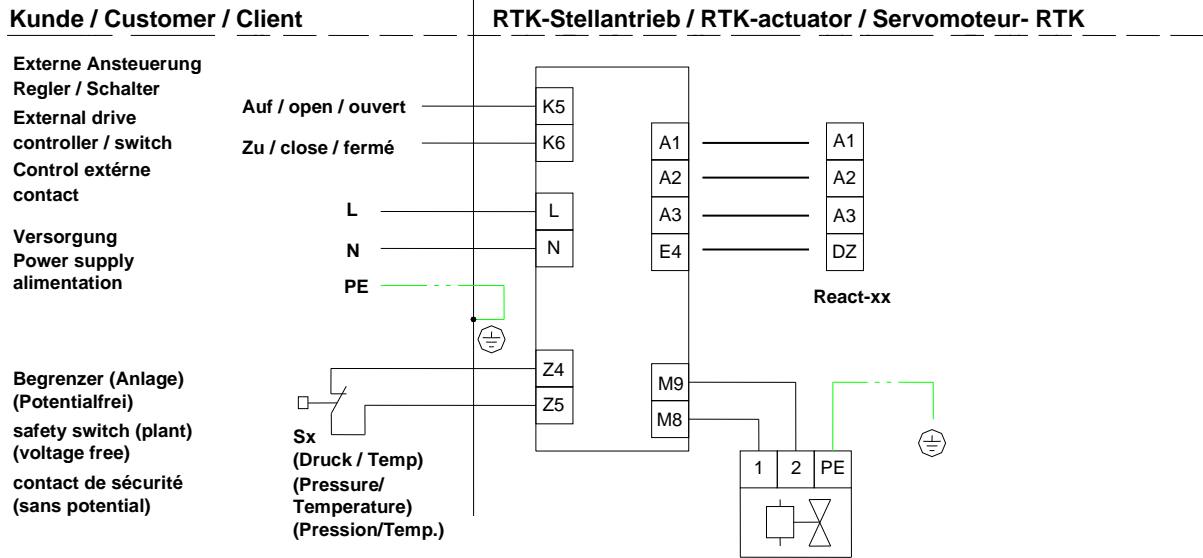 Kunde / Customer / Client
RTK-Stellantrieb / RTK-actuator / Servomoteur- RTK
Externe Ansteuerung
Regler / Schalter
External drive
controller / switch
Control extérne
contact
Auf / open / ouvert
Zu / close / fermé
K5
K6
A1
A2
A3
E4
A1
A2
A3
DZ
React-xx
Versorgung
Power supply
alimentation
L
N
PE
L
N
Begrenzer (Anlage)
(Potentialfrei)
safety switch (plant)
(voltage free)
contact de sécurité
(sans potential)
Sx
(Druck / Temp)
(Pressure/
Temperature)
(Pression/Temp.)
Z4
Z5
M9
M8
1 2 PE